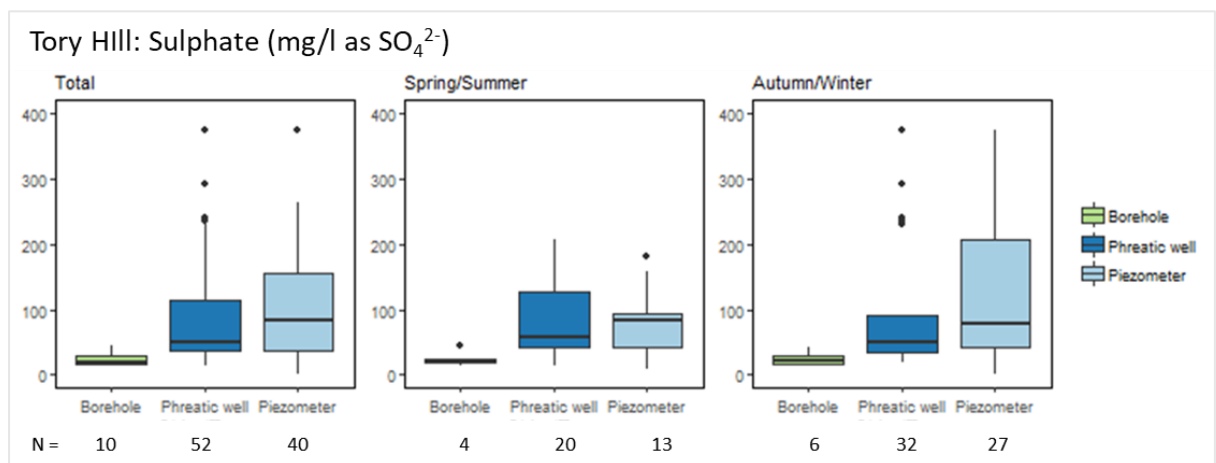 Tory HIll: Sulphate (mg/l as SO₄²⁻)
Total
Spring/Summer
Autumn/Winter
400
300
200
100
0
400
300
200
100
0
400
300
200
100
0
Borehole
Phreatic well
Piezometer
Borehole Phreatic well Piezometer
Borehole Phreatic well Piezometer
Borehole Phreatic well Piezometer
N = 10 52 40 4 20 13 6 32 27